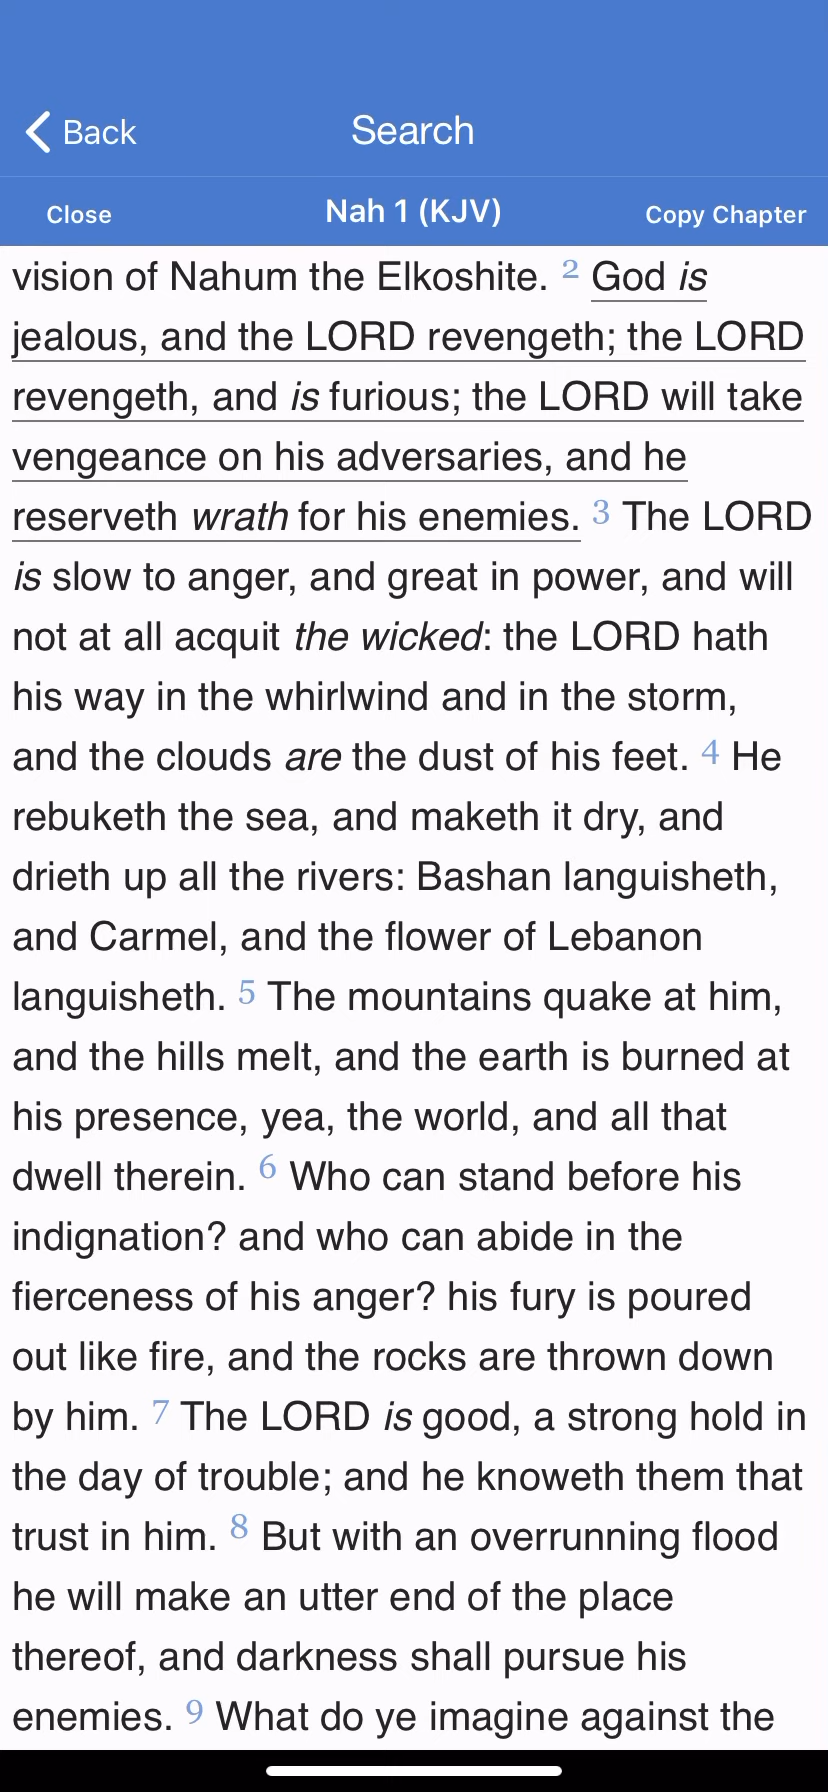 Back
Search
Close
Nah 1 (KJV)
Copy Chapter
vision of Nahum the Elkoshite. 2 God is
jealous, and the LORD revengeth; the LORD
revengeth, and is furious; the LORD will take
vengeance on his adversaries, and he
reserveth wrath for his enemies. 3 The LORD
is slow to anger, and great in power, and will
not at all acquit the wicked: the LORD hath
his way in the whirlwind and in the storm,
and the clouds are the dust of his feet. 4 He
rebuketh the sea, and maketh it dry, and
drieth up all the rivers: Bashan languisheth,
and Carmel, and the flower of Lebanon
languisheth. 5 The mountains quake at him,
and the hills melt, and the earth is burned at
his presence, yea, the world, and all that
dwell therein. 6 Who can stand before his
indignation? and who can abide in the
fierceness of his anger? his fury is poured
out like fire, and the rocks are thrown down
by him. 7 The LORD is good, a strong hold in
the day of trouble; and he knoweth them that
trust in him. 8 But with an overrunning flood
he will make an utter end of the place
thereof, and darkness shall pursue his
enemies. 9 What do ye imagine against the